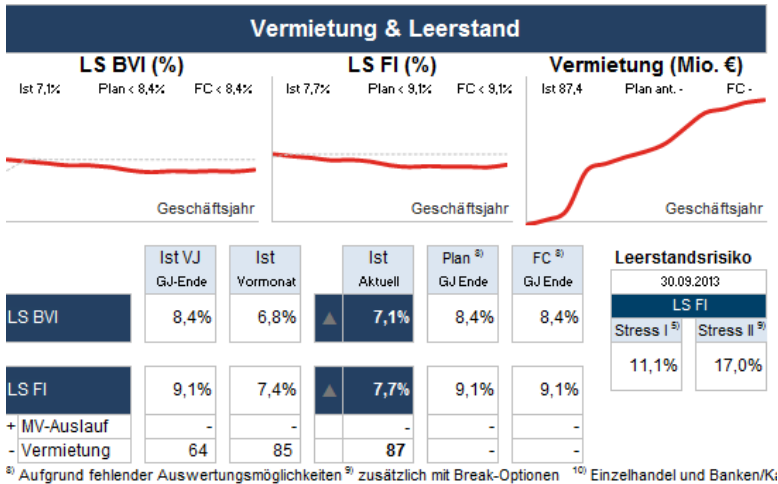 Vermietung & Leerstand
LS BVI (%) LS FI (%) Vermietung (Mio. €)
Ist 7,1% Plan < 8,4% FC < 8,4% Ist 7,7% Plan < 9,1% FC < 9,1% Ist 87,4 Plan ant. - FC -
Geschäftsjahr Geschäftsjahr Geschäftsjahr
Ist VJ Ist Ist Plan 8) FC 8) Leerstandsrisiko
GJ-Ende Vormonat Aktuell GJ Ende GJ Ende 30.09.2013
LS FI
LS BVI 8,4% 6,8% ▲ 7,1% 8,4% 8,4% Stress I 5) Stress II 9)
11,1% 17,0%
LS FI 9,1% 7,4% ▲ 7,7% 9,1% 9,1%
+ MV-Auslauf - - - - -
- Vermietung 64 85 87 - -
8) Aufgrund fehlender Auswertungsmöglichkeiten 9) zusätzlich mit Break-Optionen 10) Einzelhandel und Banken/Ka